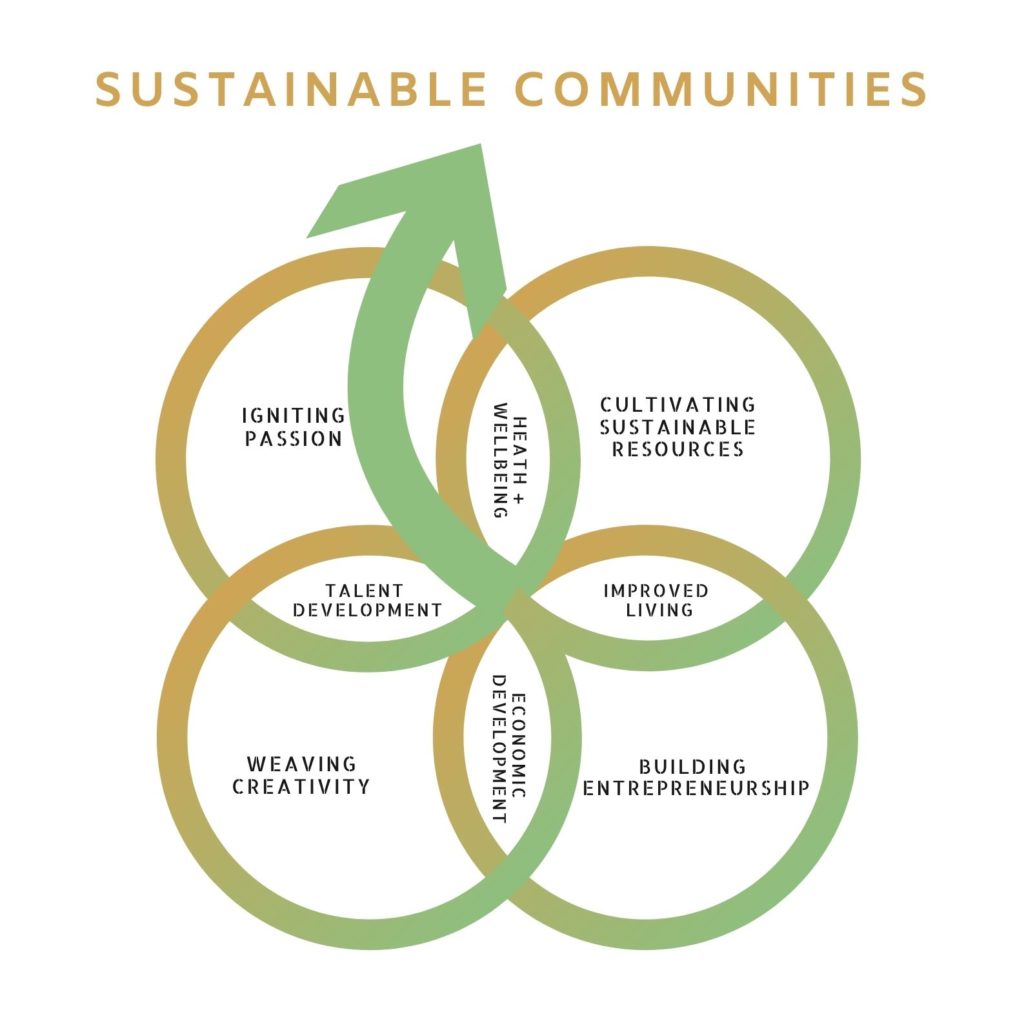 SUSTAINABLE COMMUNITIES
IGNITING
PASSION
HEATH +
WELLBEING
CULTIVATING
SUSTAINABLE
RESOURCES
TALENT
DEVELOPMENT
IMPROVED
LIVING
WEAVING
CREATIVITY
ECONOMIC
DEVELOPMENT
BUILDING
ENTREPRENEURSHIP